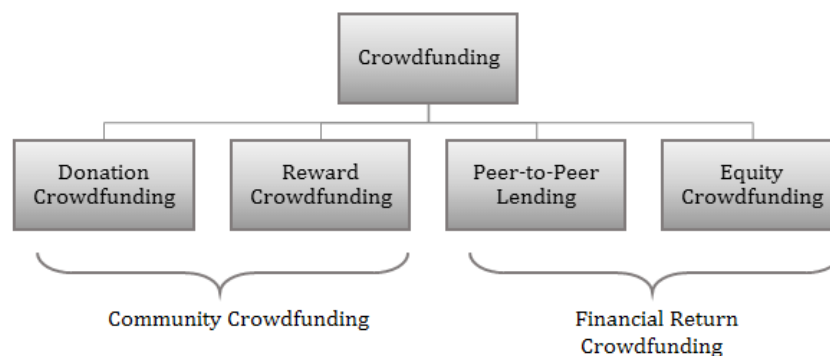 Crowdfunding
Donation
Crowdfunding
Reward
Crowdfunding
Peer-to-Peer
Lending
Equity
Crowdfunding
Community Crowdfunding
Financial Return
Crowdfunding